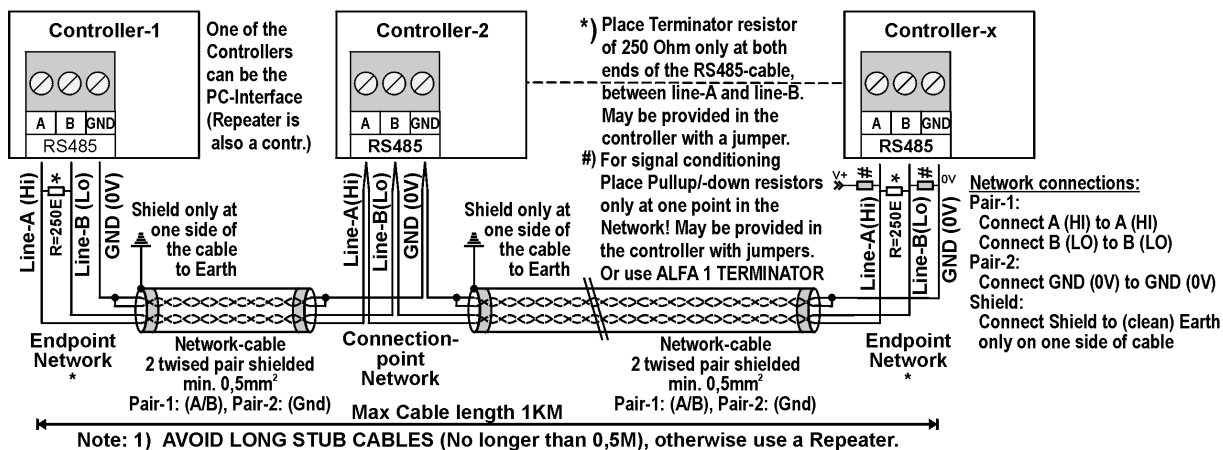 Controller-1
A B GND
RS485
One of the
Controllers
can be the
PC-Interface
(Repeater is
also a contr.)
Controller-2
A B GND
RS485
*) Place Terminator resistor
of 250 Ohm only at both
ends of the RS485-cable,
between line-A and line-B.
May be provided in the
controller with a jumper.
#) For signal conditioning
Place Pullup/-down resistors
only at one point in the
Network! May be provided in
the controller with jumpers.
Or use ALFA 1 TERMINATOR
Controller-x
A B GND
RS485
Line-A (Hi)
R=250E
*
Line-B (Lo)
GND (0V)
Shield only at
one side of
the cable
to Earth
Line-A(Hi)
Line-B(Lo)
GND (0V)
Shield only at
one side of
the cable
to Earth
V+
#
*
#
0V
Line-A(Hi)
R=250E
Line-B(Lo)
GND (0V)
Network connections:
Pair-1:
Connect A (HI) to A (HI)
Connect B (LO) to B (LO)
Pair-2:
Connect GND (0V) to GND (0V)
Shield:
Connect Shield to (clean) Earth
only on one side of cable
Endpoint
Network
*
Network-cable
2 twised pair shielded
min. 0,5mm²
Pair-1: (A/B), Pair-2: (Gnd)
Connection-
point
Network
Network-cable
2 twised pair shielded
min. 0,5mm²
Pair-1: (A/B), Pair-2: (Gnd)
Endpoint
Network
*
Max Cable length 1KM
Note: 1) AVOID LONG STUB CABLES (No longer than 0,5M), otherwise use a Repeater.